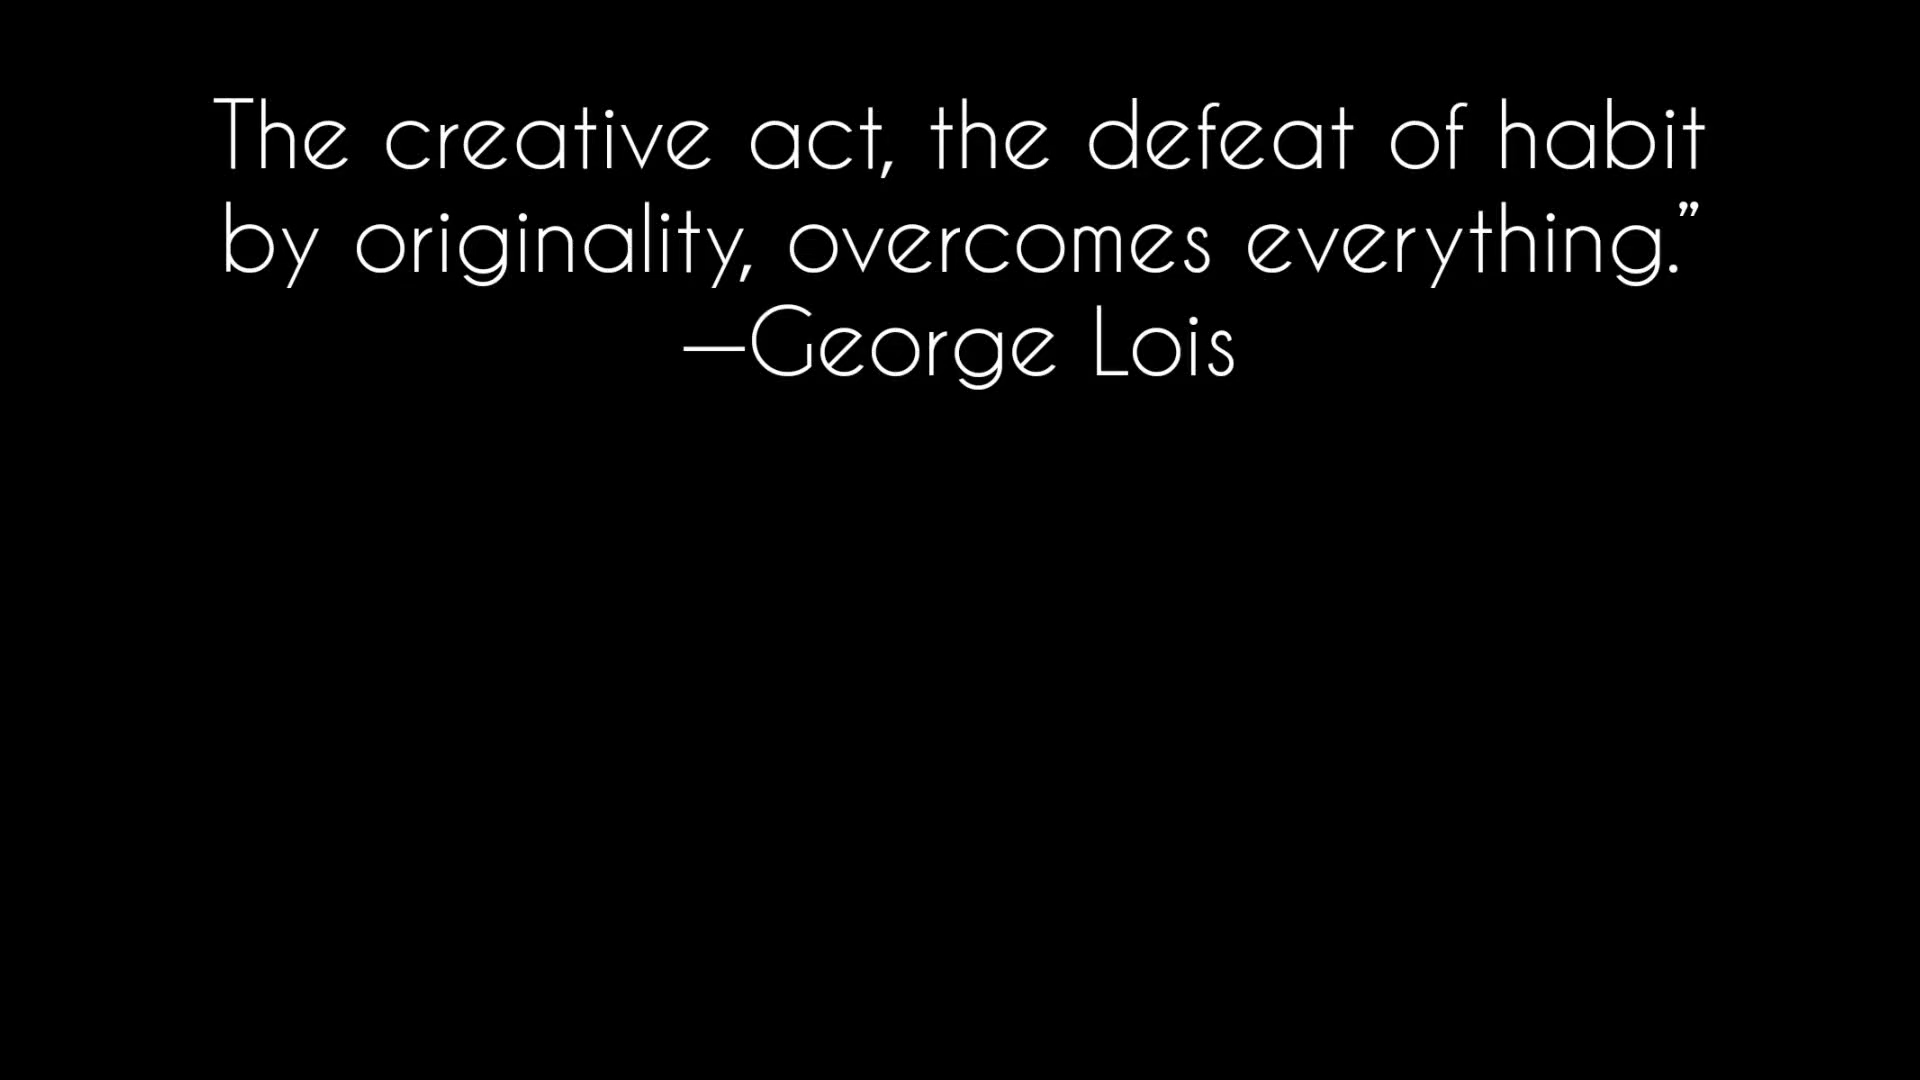 The creative act, the defeat of habit
by originality, overcomes everything.”
—George Lois